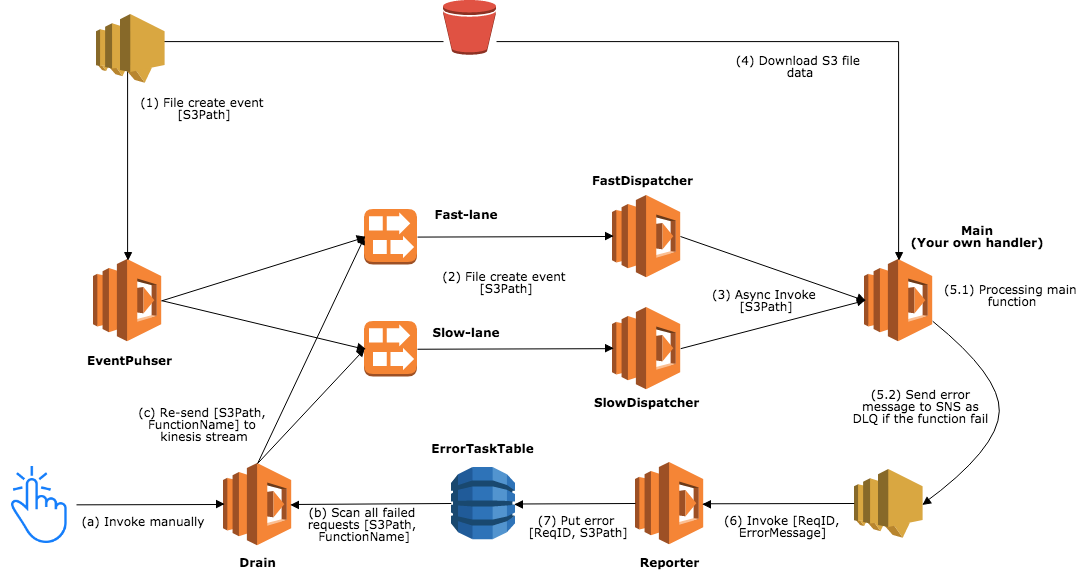 (4) Download S3 file
data
(1) File create event
[S3Path]
FastDispatcher
Fast-lane
Main
(Your own handler)
(2) File create event
[S3Path]
(3) Async Invoke
[S3Path]
(5.1) Processing main
function
Slow-lane
EventPuhser
SlowDispatcher
(c) Re-send [S3Path,
FunctionName] to
kinesis stream
(5.2) Send error
message to SNS as
DLQ if the function fail
ErrorTaskTable
(a) Invoke manually
(b) Scan all failed
requests [S3Path,
FunctionName]
(7) Put error
[ReqID, S3Path]
(6) Invoke [ReqID,
ErrorMessage]
Drain
Reporter